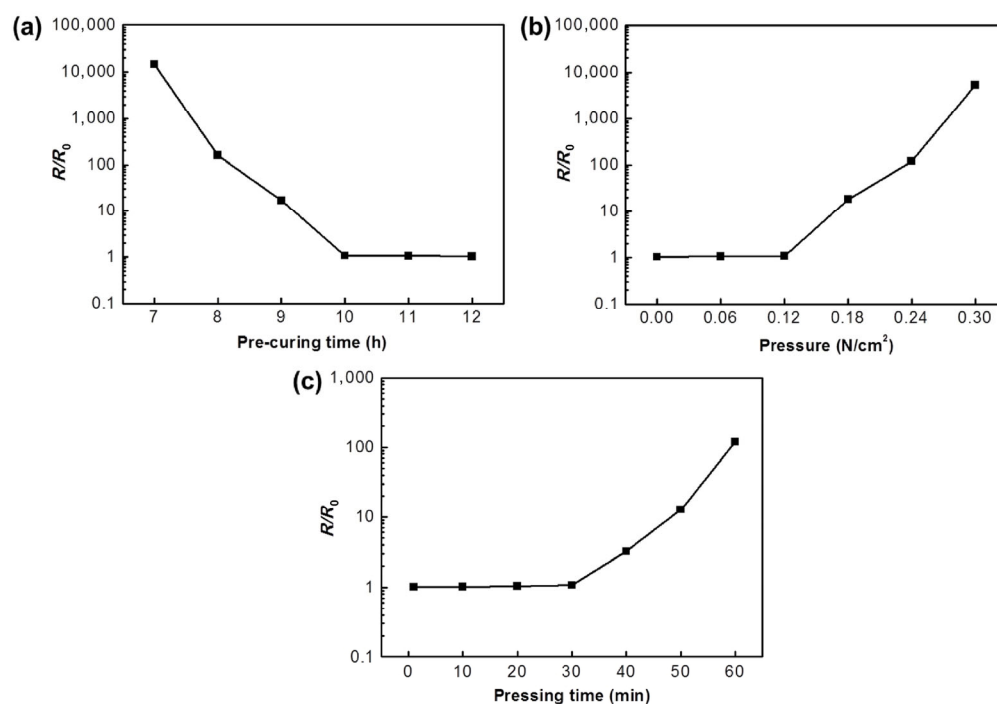 (a)
100,000
10,000
1,000
100
10
1
0.1
R/R0
7 8 9 10 11 12
Pre-curing time (h)
(b)
100,000
10,000
1,000
100
10
1
0.1
R/R0
0.00 0.06 0.12 0.18 0.24 0.30
Pressure (N/cm2)
(c)
1,000
100
10
1
0.1
R/R0
0 10 20 30 40 50 60
Pressing time (min)